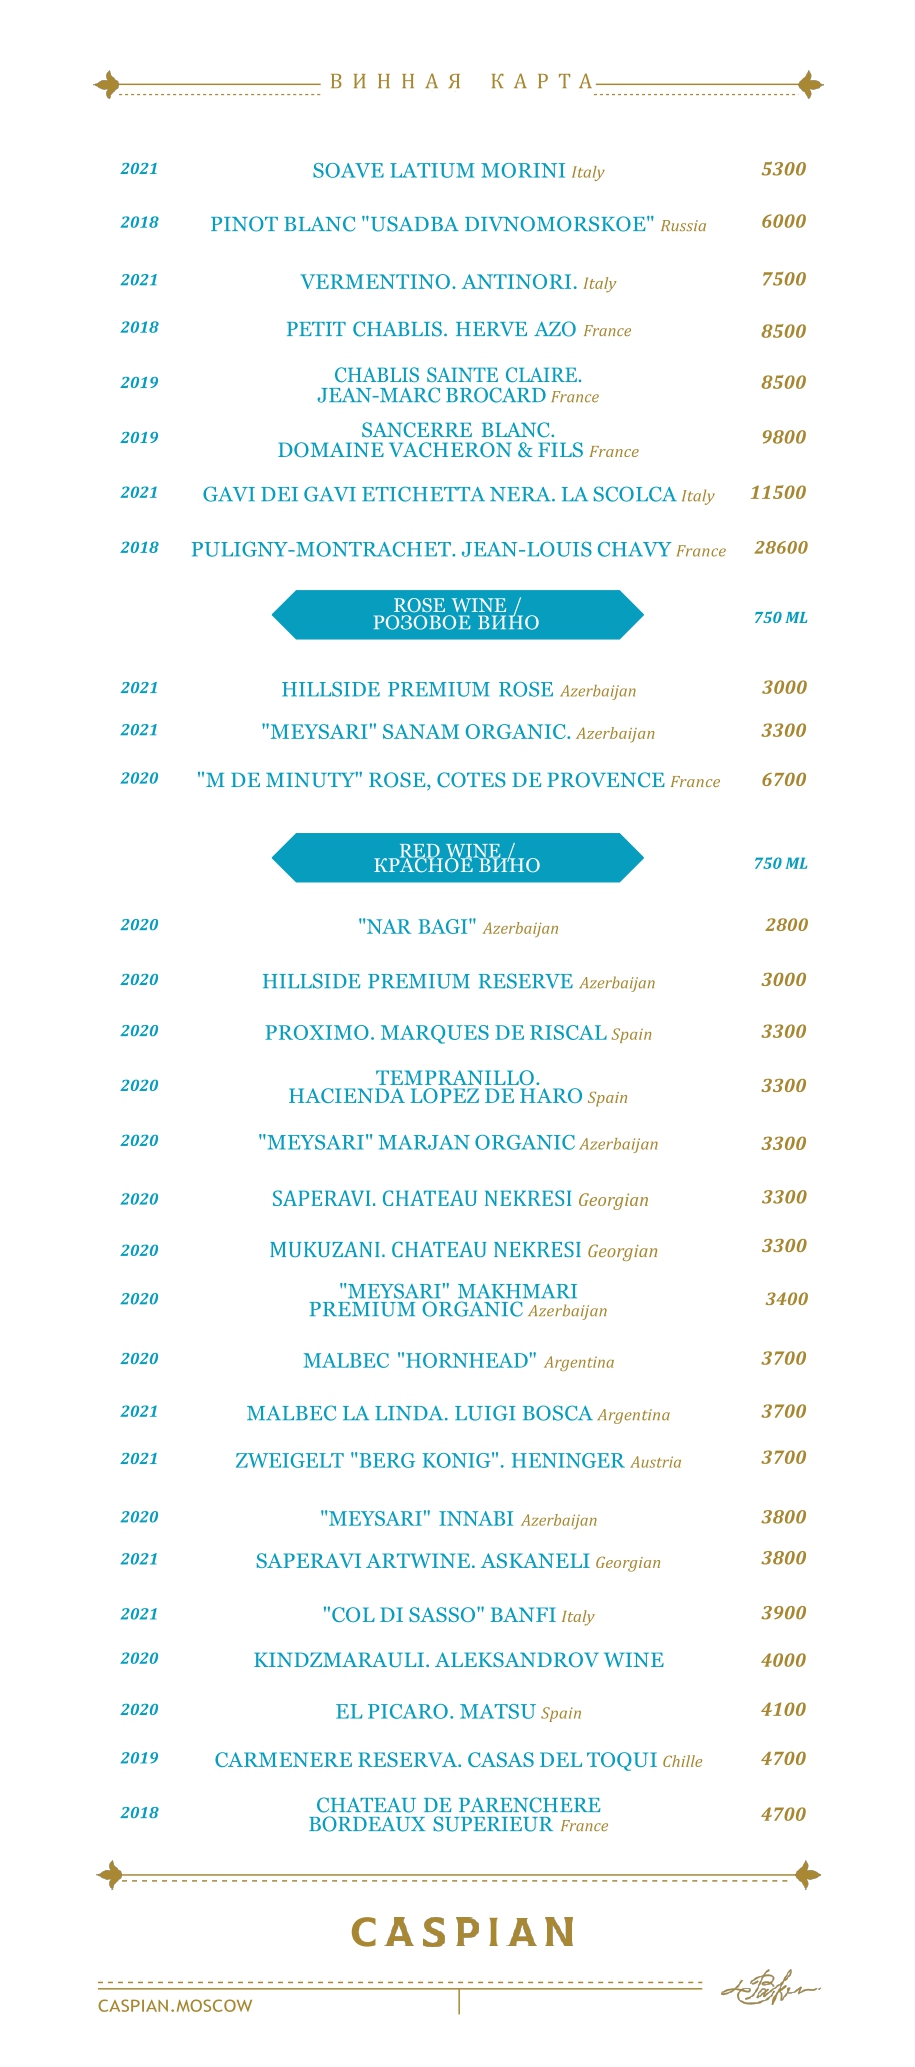 ВИННАЯ КАРТА
2021 SOAVE LATIUM MORINI Italy 5300
2018 PINOT BLANC "USADBA DIVNOMORSKOE" Russia 6000
2021 VERMENTINO. ANTINORI. Italy 7500
2018 PETIT CHABLIS. HERVE AZO France 8500
CHABLIS SAINTE CLAIRE.
2019 JEAN-MARC BROCARD France 8500
SANCERRE BLANC.
2019 DOMAINE VACHERON & FILS France 9800
2021 GAVI DEI GAVI ETICHETTA NERA. LA SCOLCA Italy 11500
2018 PULIGNY-MONTRACHET. JEAN-LOUIS CHAVY France 28600
ROSE WINE /
РОЗОВОЕ ВИНО 750 ML
2021 HILLSIDE PREMIUM ROSE Azerbaijan 3000
2021 "MEYSARI" SANAM ORGANIC. Azerbaijan 3300
2020 "M DE MINUTY" ROSE, COTES DE PROVENCE France 6700
RED WINE /
КРАСНОЕ ВИНО 750 ML
2020 "NAR BAGI" Azerbaijan 2800
2020 HILLSIDE PREMIUM RESERVE Azerbaijan 3000
2020 PROXIMO. MARQUES DE RISCAL Spain 3300
TEMPRANILLO.
2020 HACIENDA LOPEZ DE HARO Spain 3300
2020 "MEYSARI" MARJAN ORGANIC Azerbaijan 3300
2020 SAPERAVI. CHATEAU NEKRESI Georgian 3300
2020 MUKUZANI. CHATEAU NEKRESI Georgian 3300
"MEYSARI" MAKHMARI
2020 PREMIUM ORGANIC Azerbaijan 3400
2020 MALBEC "HORNHEAD" Argentina 3700
2021 MALBEC LA LINDA. LUIGI BOSCA Argentina 3700
2021 ZWEIGELT "BERG KONIG". HENINGER Austria 3700
2020 "MEYSARI" INNABI Azerbaijan 3800
2021 SAPERAVI ARTWINE. ASKANELI Georgian 3800
2021 "COL DI SASSO" BANFI Italy 3900
2020 KINDZMARAULI. ALEKSANDROV WINE 4000
2020 EL PICARO. MATSU Spain 4100
2019 CARMENERE RESERVA. CASAS DEL TOQUI Chille 4700
CHATEAU DE PARENCHERE
2018 BORDEAUX SUPERIEUR France 4700
CASPIAN
CASPIAN.MOSCOW